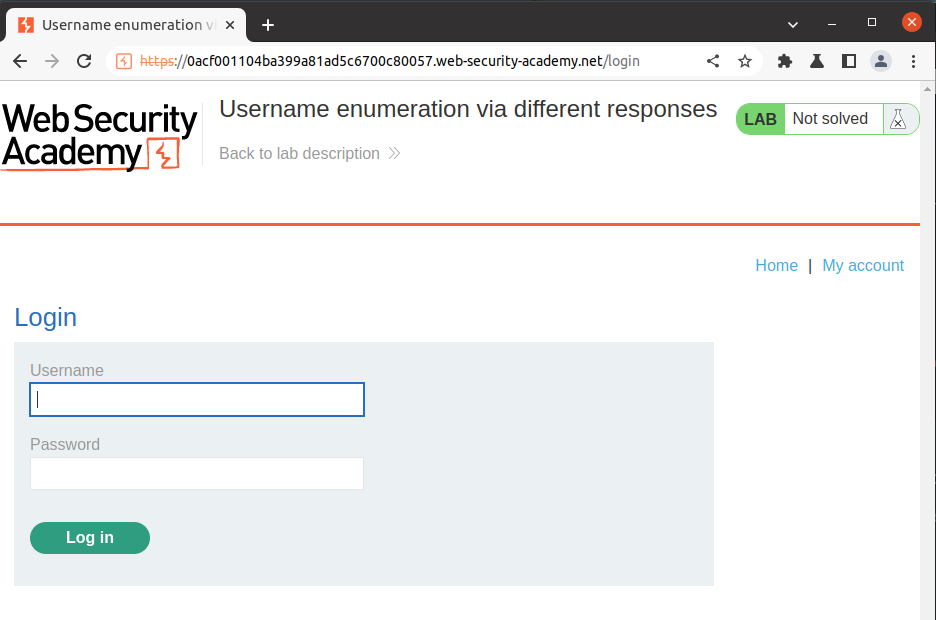 Username enumeration vi
https://0acf001104ba399a81ad5c6700c80057.web-security-academy.net/login
Web Security
Academy
Username enumeration via different responses
Back to lab description
LAB Not solved
Home | My account
Login
Username
Password
Log in